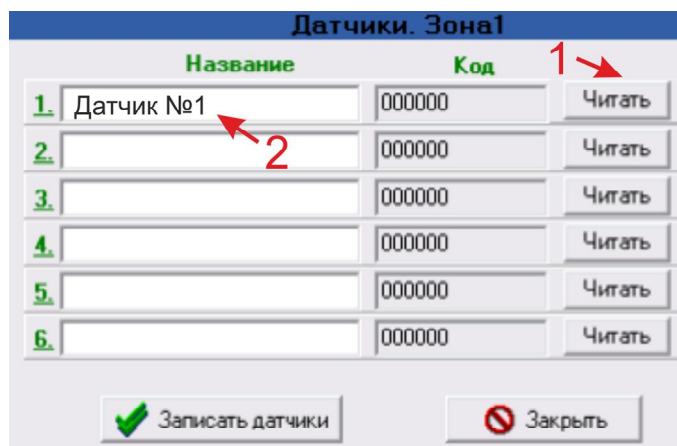 Датчики. Зона1
Название Код 1
1. Датчик №1 000000 Читать
2
2. 000000 Читать
3. 000000 Читать
4. 000000 Читать
5. 000000 Читать
6. 000000 Читать
Записать датчики Закрыть